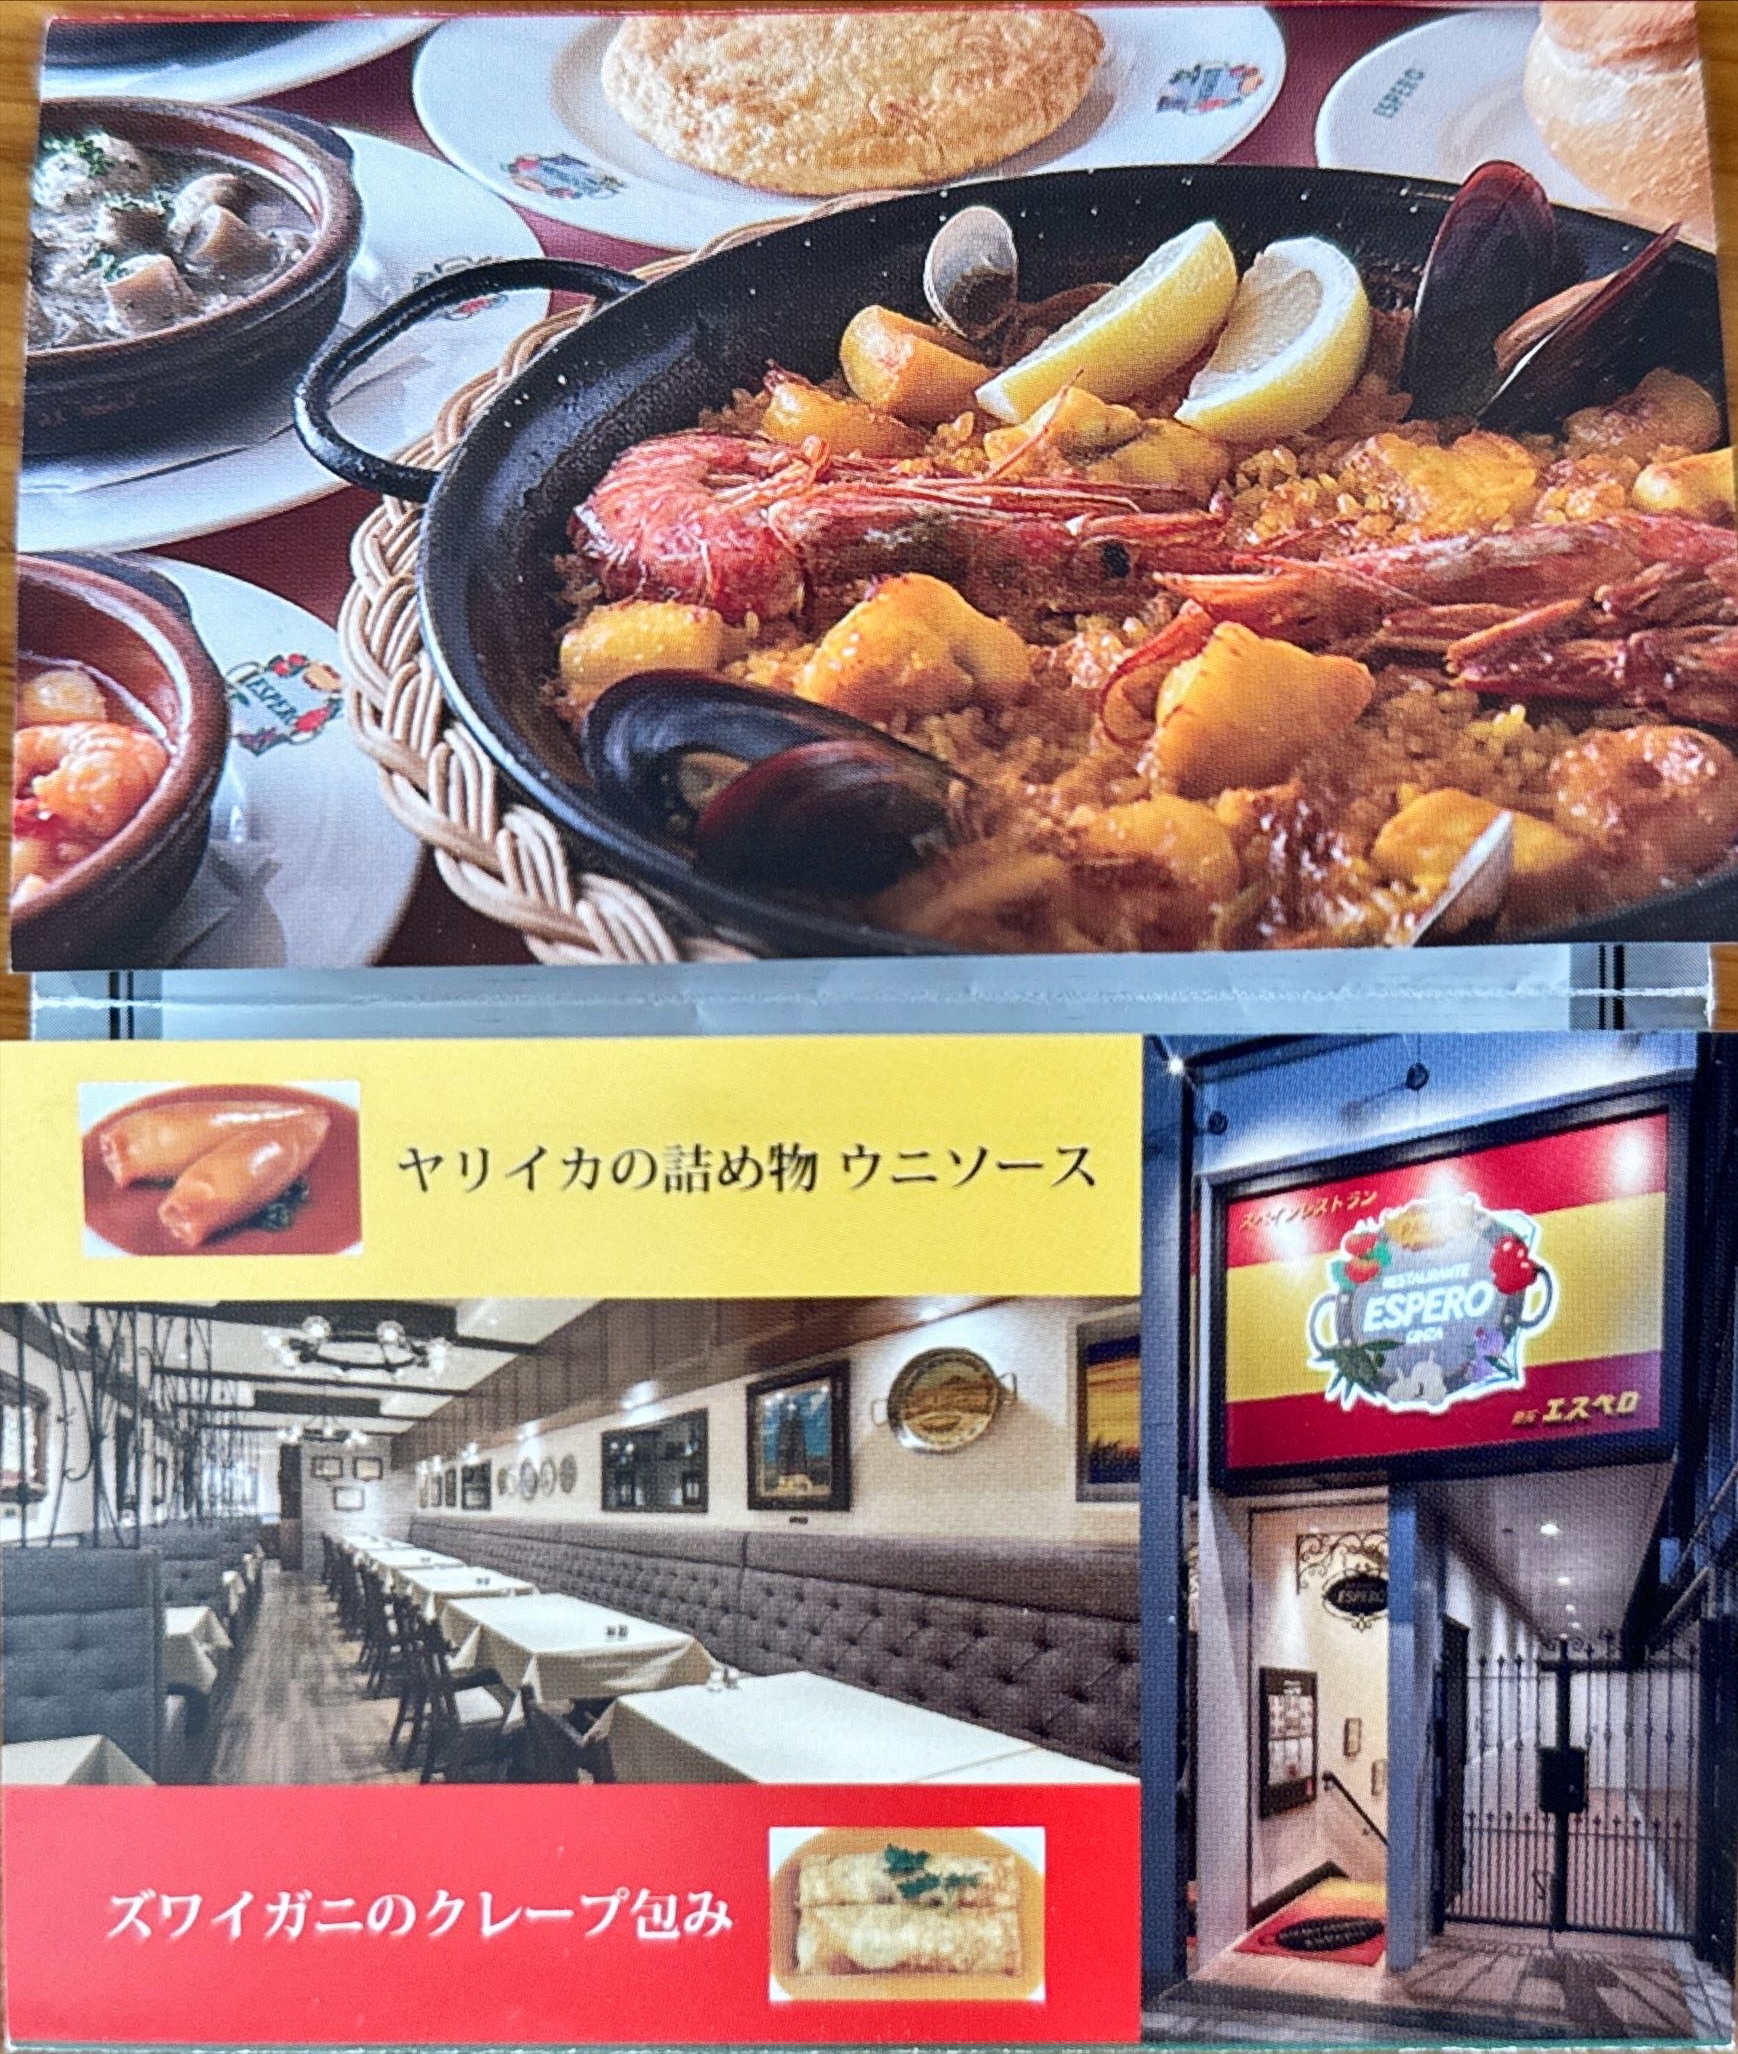 ESPERO
ESPERO
ヤリイカの詰め物 ウニソース
スペインレストラン
RESTAURANTE
ESPERO
GINZA
銀座 エスペロ
ESPERO
ズワイガニのクレープ包み